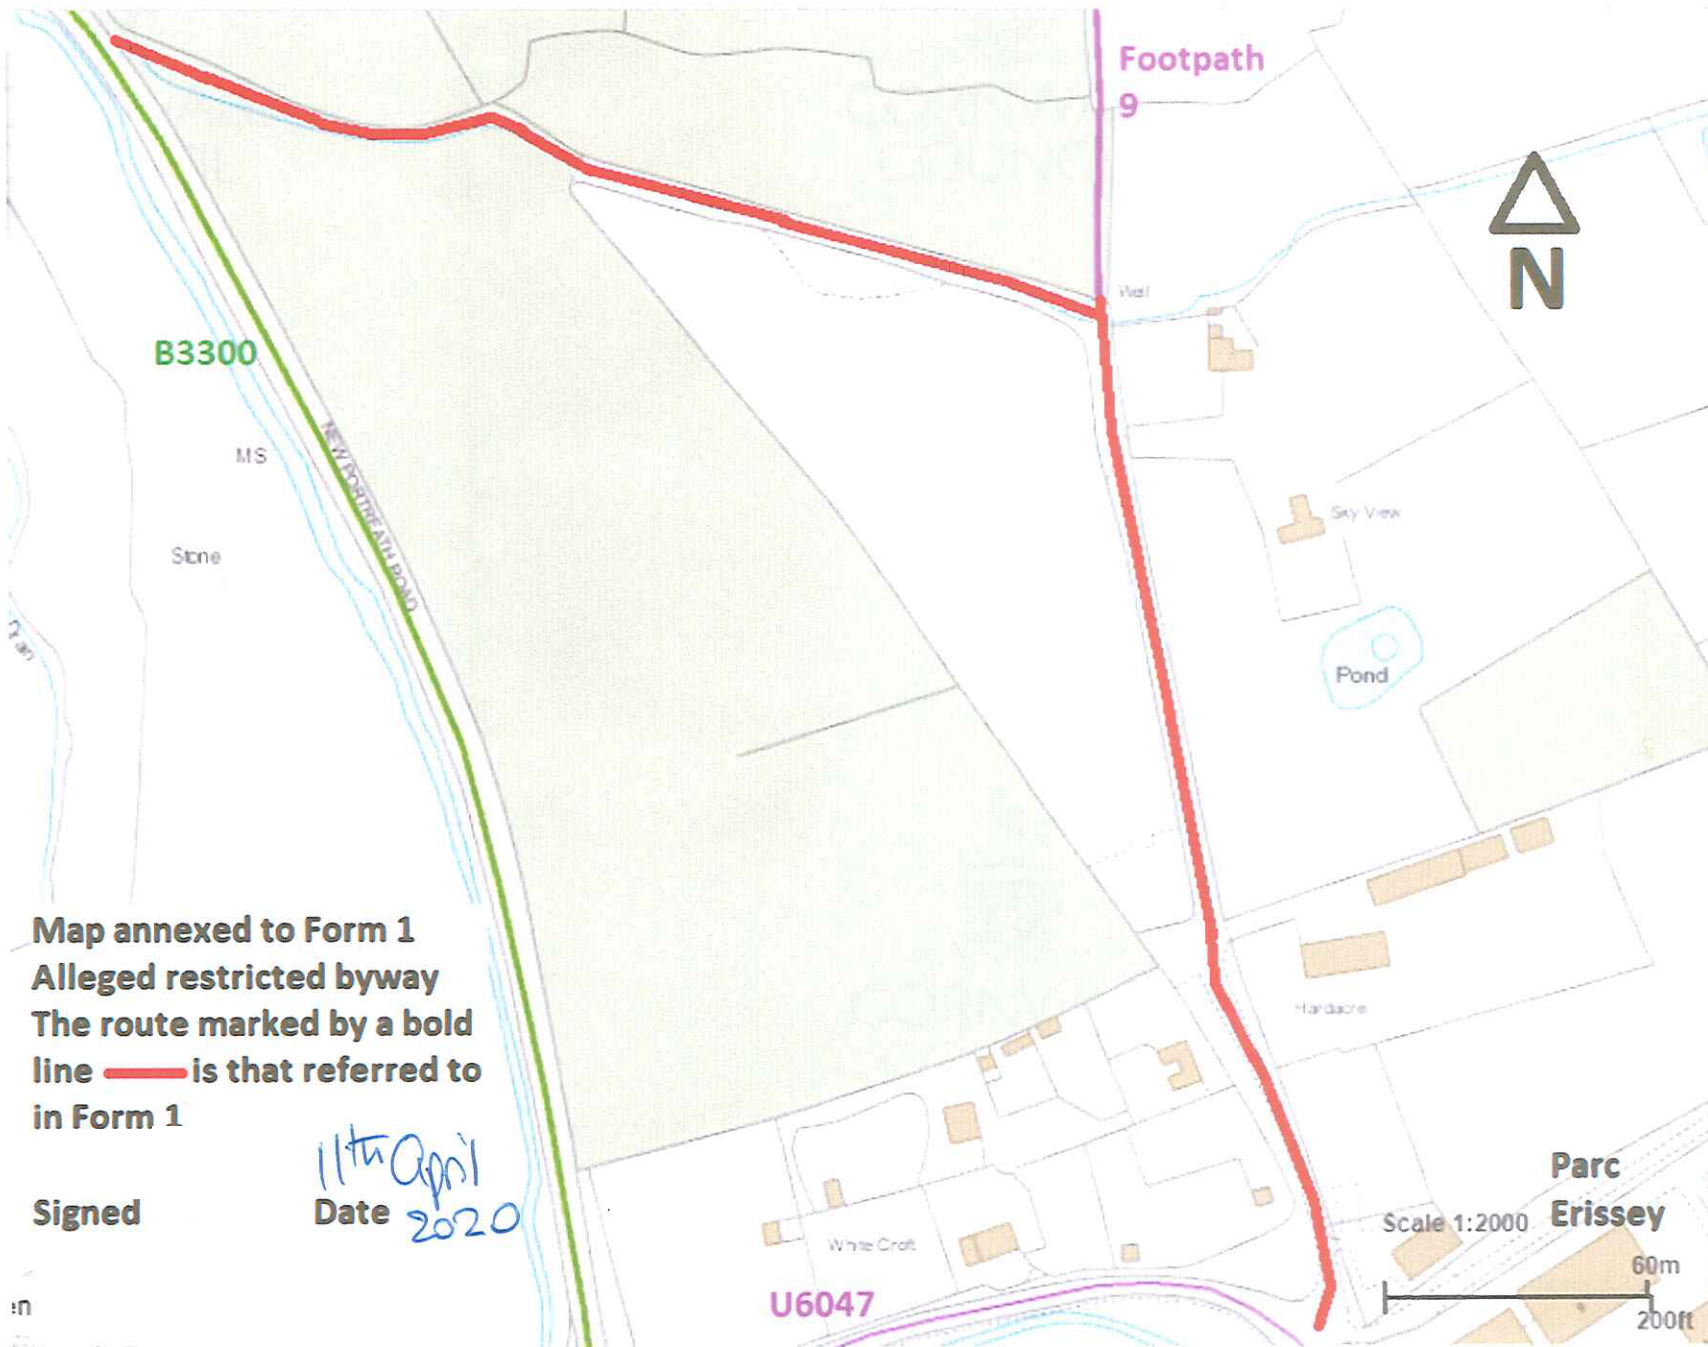 Footpath
9
N
Well
B3300
NEW PORTREATH ROAD
MS
Stone
Sky View
Drain
Pond
Map annexed to Form 1
Alleged restricted byway
The route marked by a bold
line is that referred to
in Form 1
Hardacre
11th April
Signed Date 2020
Parc
Erissey
Scale 1:2000
White Croft
60m
U6047
200ft